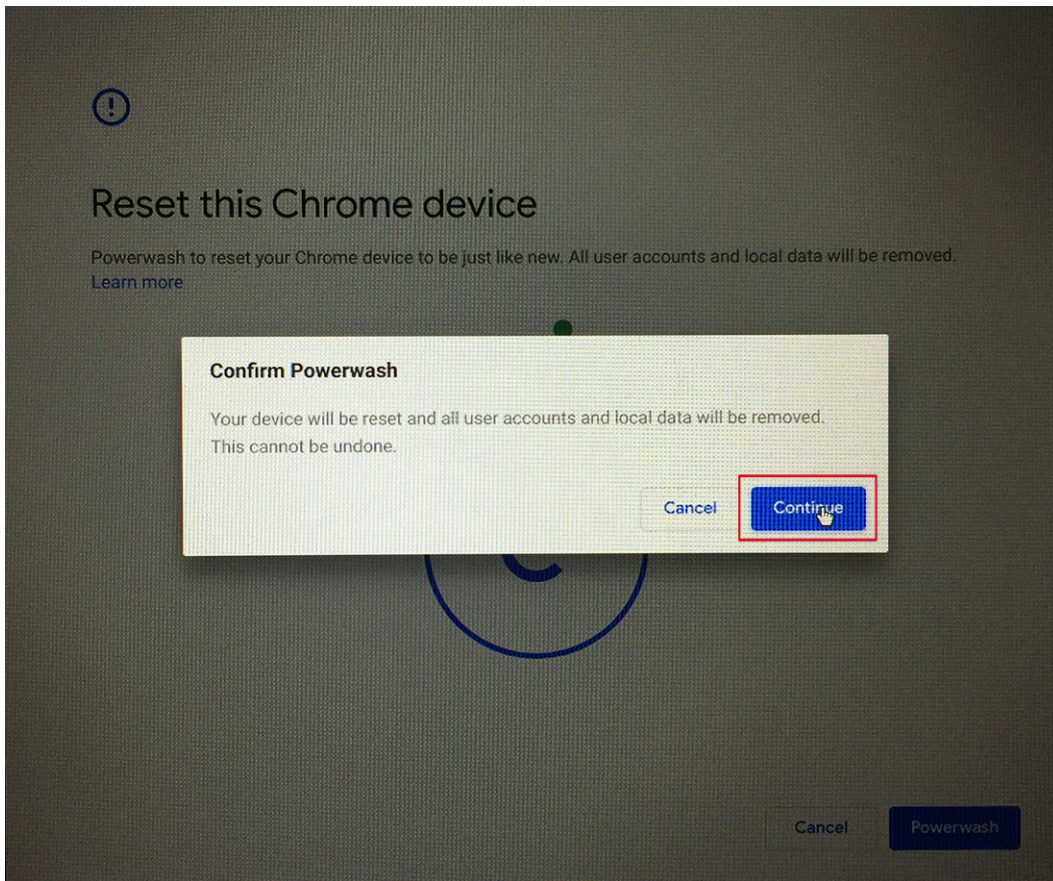 Reset this Chrome device
Powerwash to reset your Chrome device to be just like new. All user accounts and local data will be removed.
Learn more
Confirm Powerwash
Your device will be reset and all user accounts and local data will be removed.
This cannot be undone.
Cancel
Continue
Cancel
Powerwash